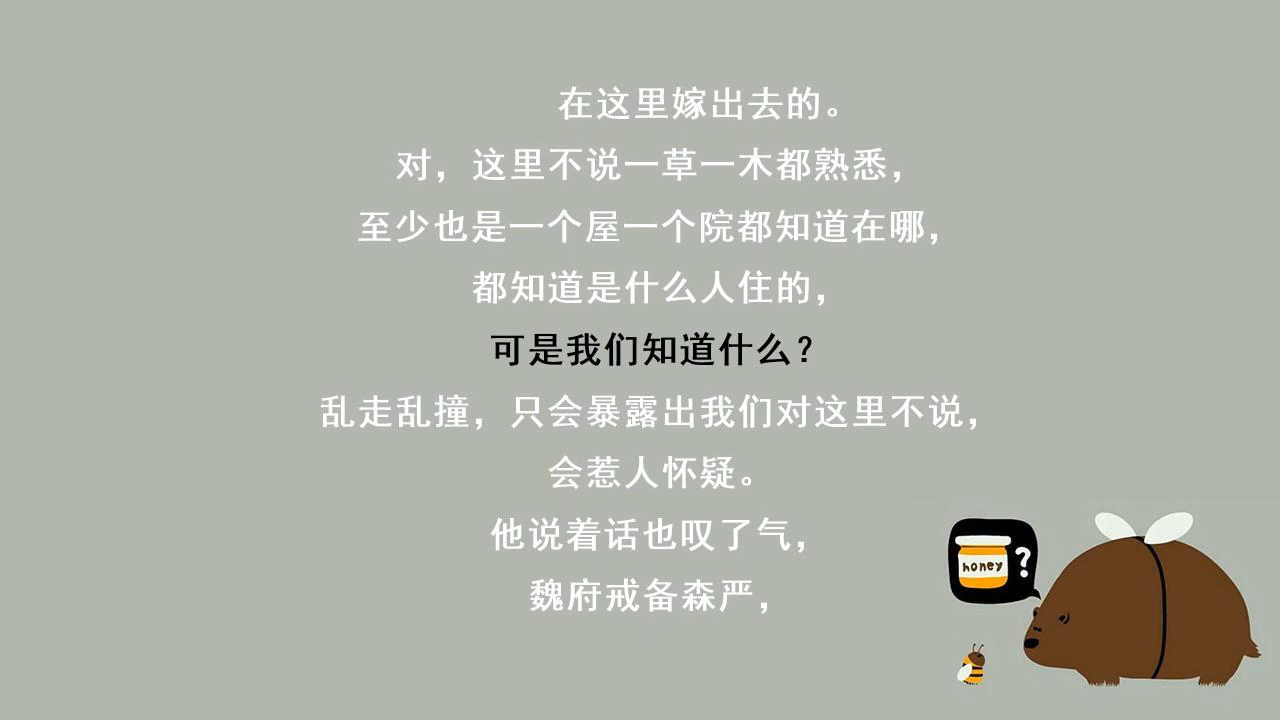 在这里嫁出去的。
对，这里不说一草一木都熟悉，
至少也是一个屋一个院都知道在哪，
都知道是什么人住的，
可是我们知道什么？
乱走乱撞，只会暴露出我们对这里不说，
会惹人怀疑。
他说着话也叹了气，
魏府戒备森严，
honey
?